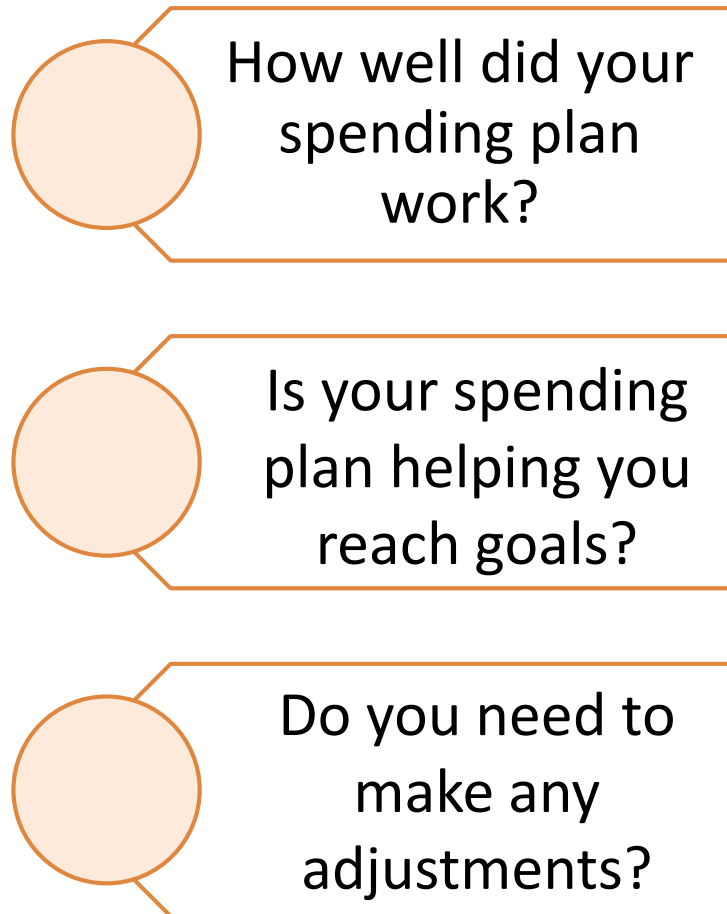 How well did your
spending plan
work?
Is your spending
plan helping you
reach goals?
Do you need to
make any
adjustments?